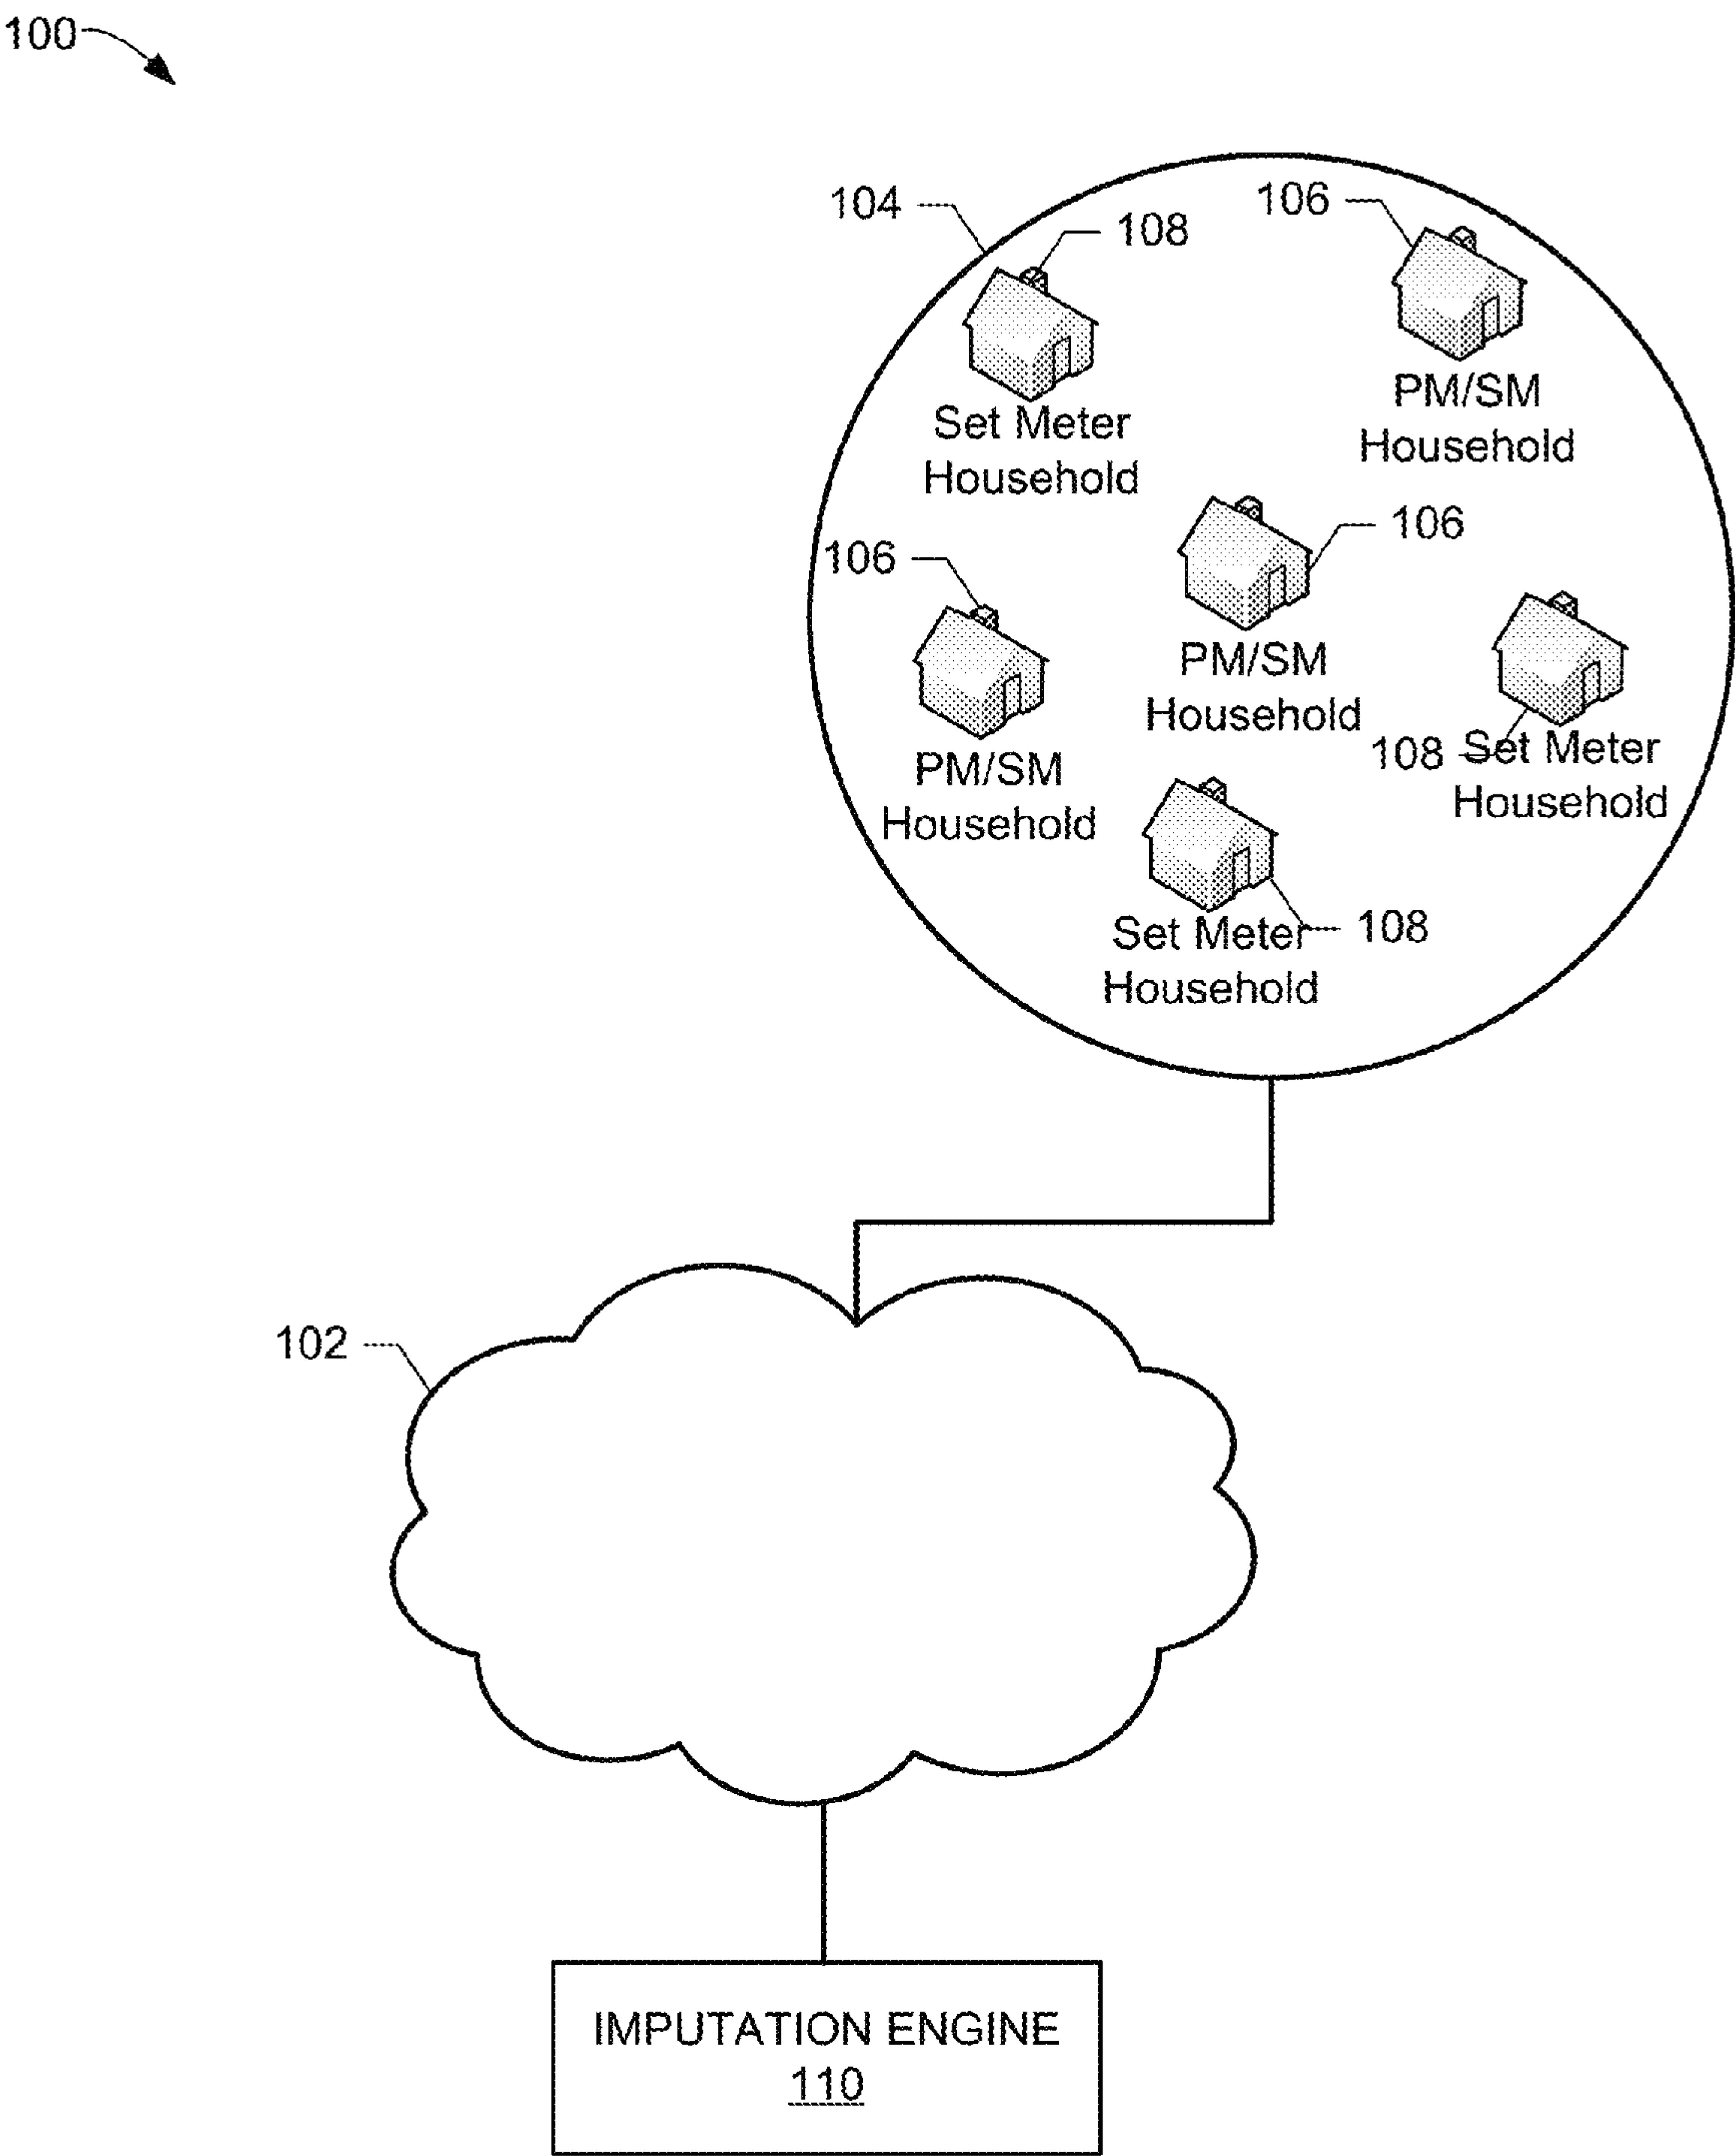 100
104
108
106
Set Meter
Household
PM/SM
Household
106
106
PM/SM
Household
PM/SM
Household
108
Set Meter
Household
Set Meter
Household
108
102
IMPUTATION ENGINE
110